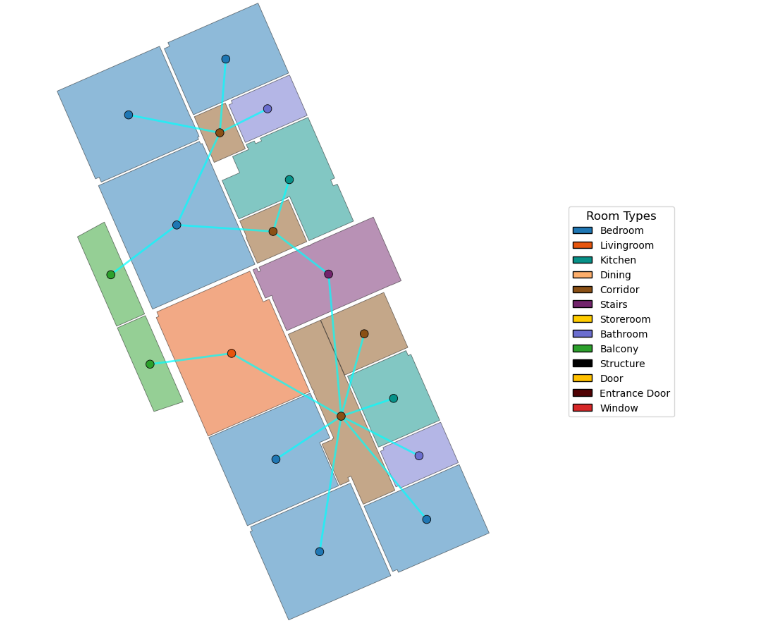 Room Types
Bedroom
Livingroom
Kitchen
Dining
Corridor
Stairs
Storeroom
Bathroom
Balcony
Structure
Door
Entrance Door
Window